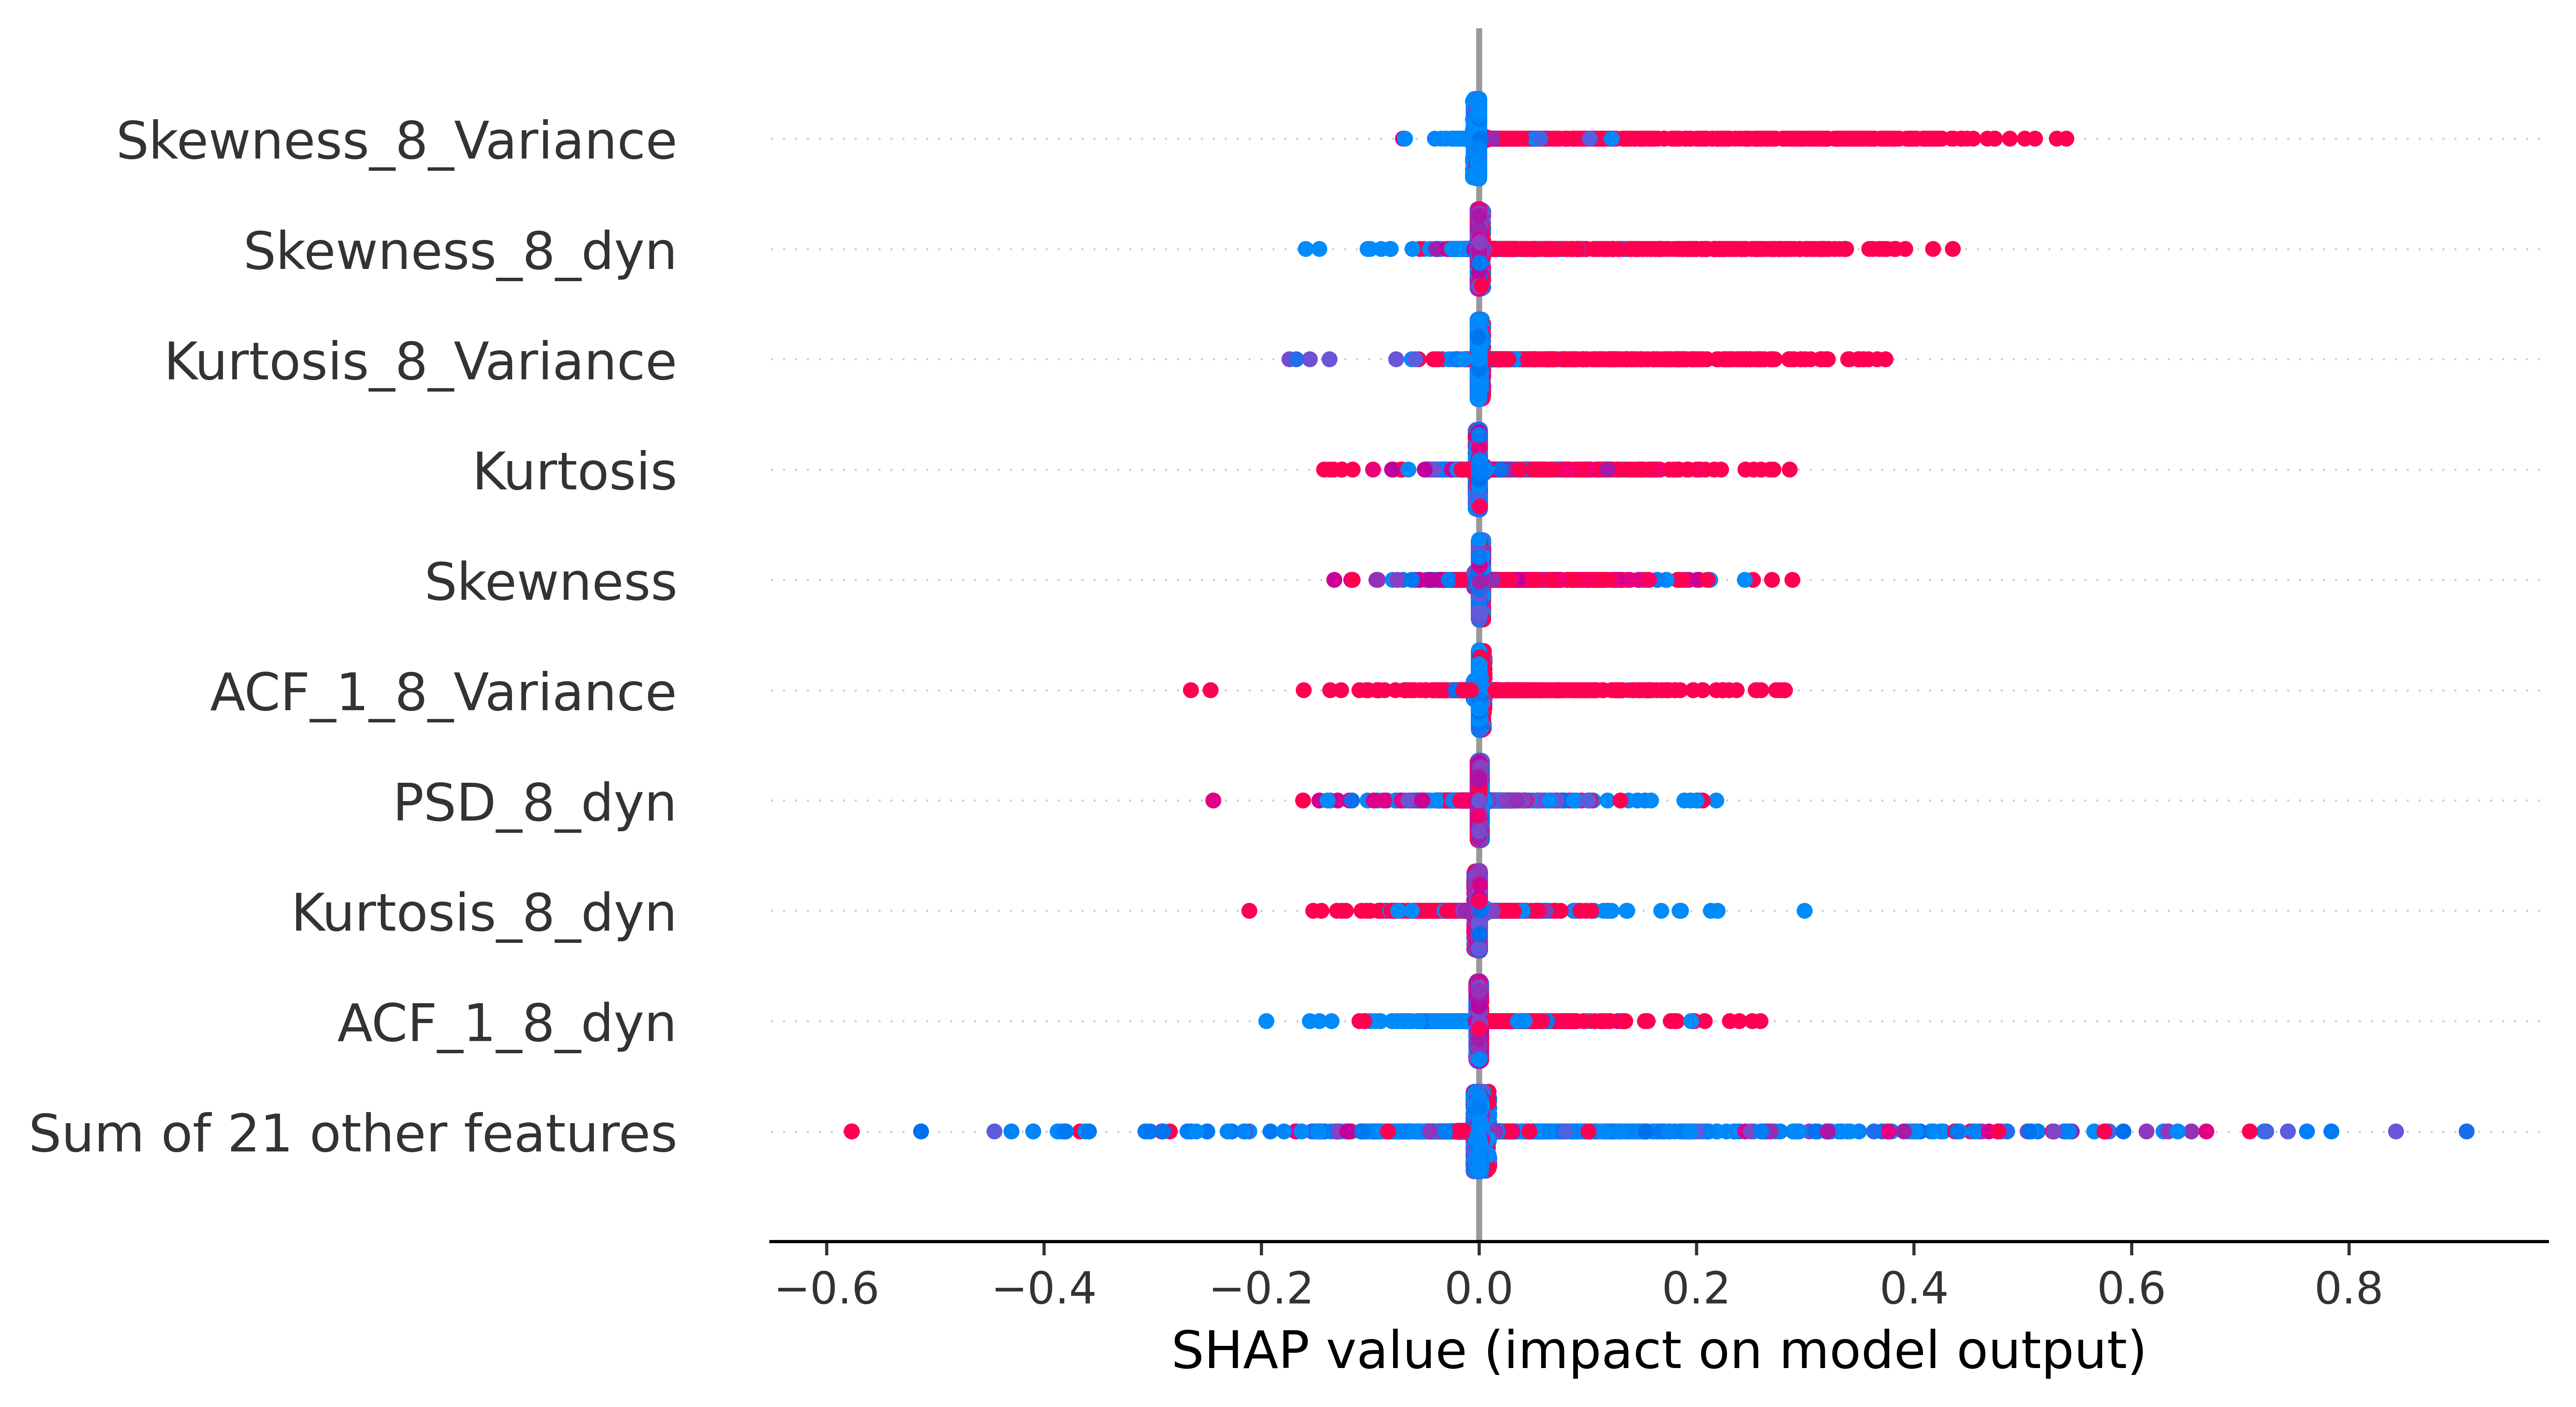 Skewness_8_Variance
Skewness_8_dyn
Kurtosis_8_Variance
Kurtosis
Skewness
ACF_1_8_Variance
PSD_8_dyn
Kurtosis_8_dyn
ACF_1_8_dyn
Sum of 21 other features
−0.6 −0.4 −0.2 0.0 0.2 0.4 0.6 0.8
SHAP value (impact on model output)